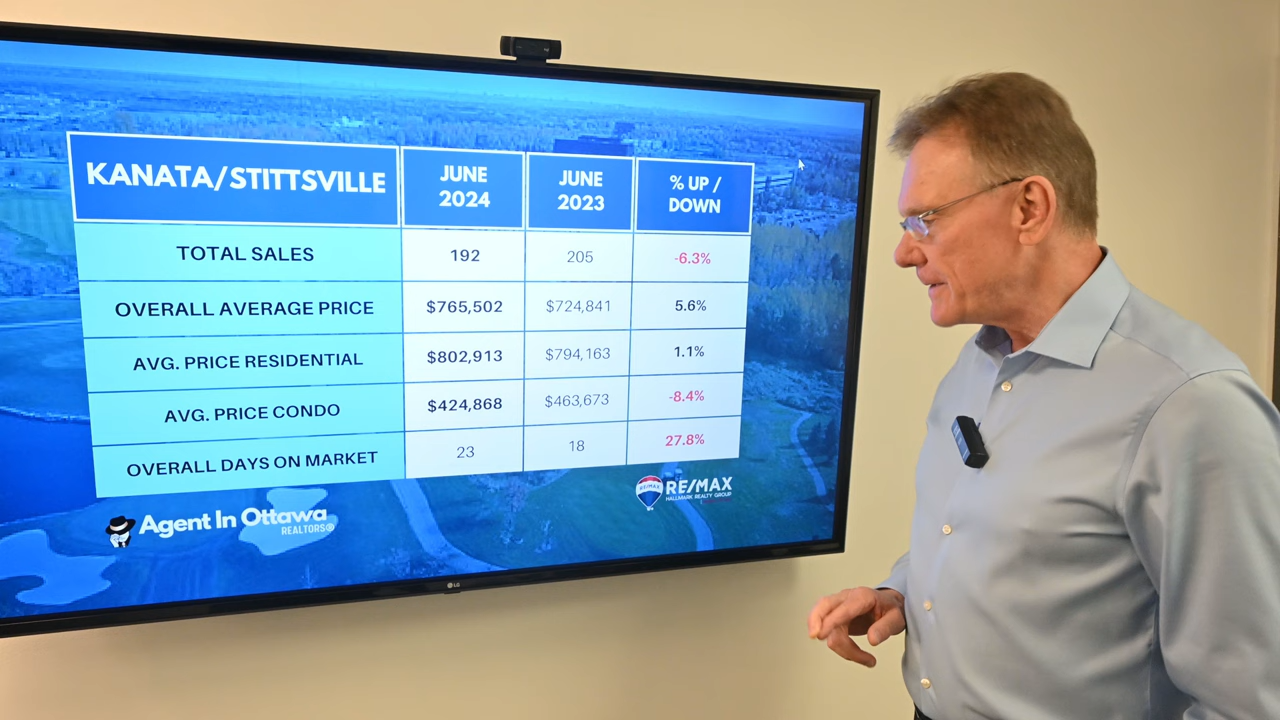 KANATA/STITTSVILLE
JUNE
2024
JUNE
2023
% UP /
DOWN
TOTAL SALES
192
205
-6.3%
OVERALL AVERAGE PRICE
$765,502
$724,841
5.6%
AVG. PRICE RESIDENTIAL
$802,913
$794,163
1.1%
AVG. PRICE CONDO
$424,868
$463,673
-8.4%
OVERALL DAYS ON MARKET
23
18
27.8%
Agent In Ottawa
REALTORS®
RE/MAX
RE/MAX
HALLMARK REALTY GROUP
LG